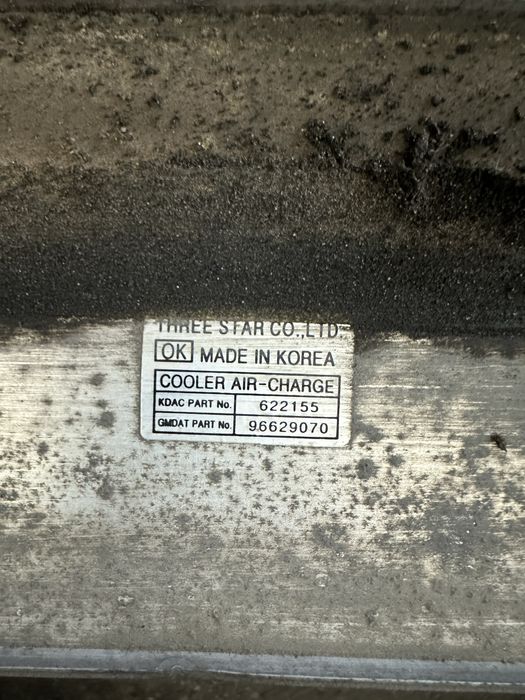 THREE STAR CO.,LTD.
OK MADE IN KOREA
COOLER AIR-CHARGE
KDAC PART No. 622155
GMDAT PART No. 96629070